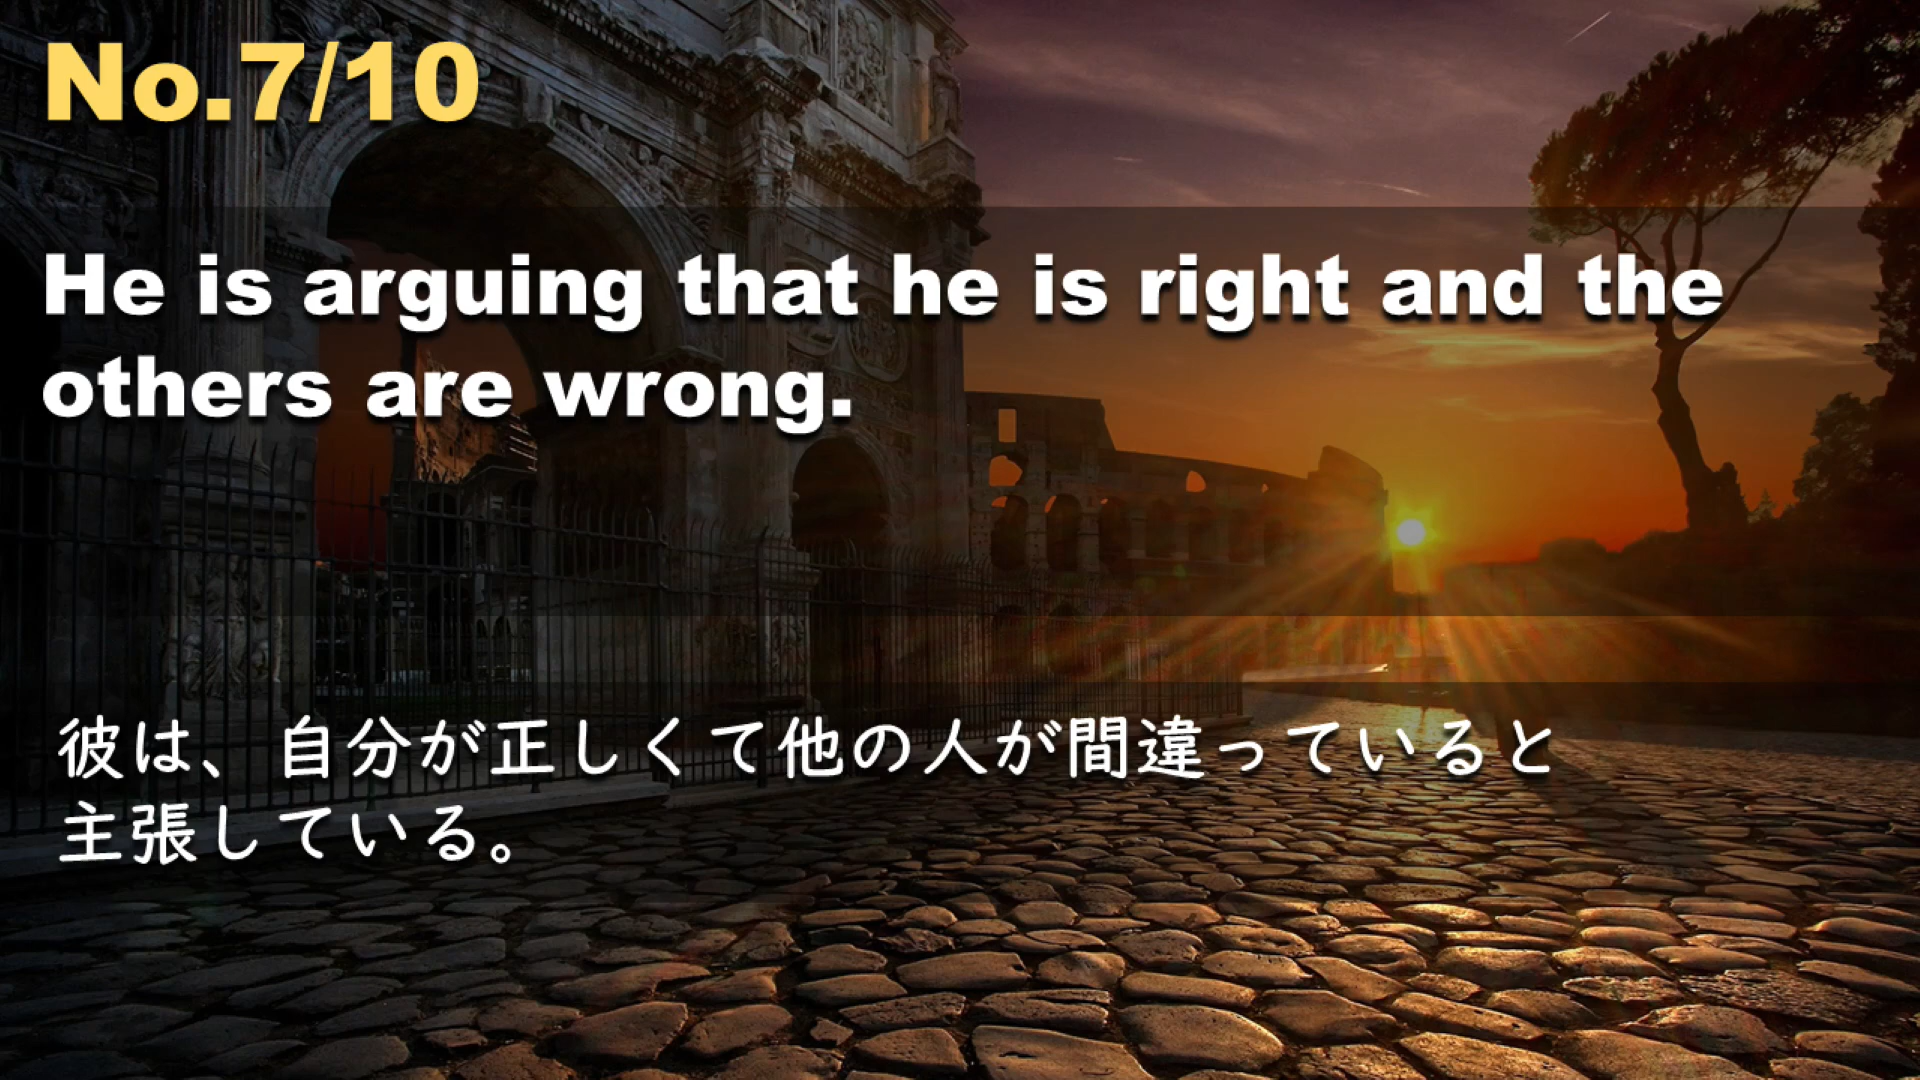 No.7/10
He is arguing that he is right and the
others are wrong.
彼は、自分が正しくて他の人が間違っていると
主張している。